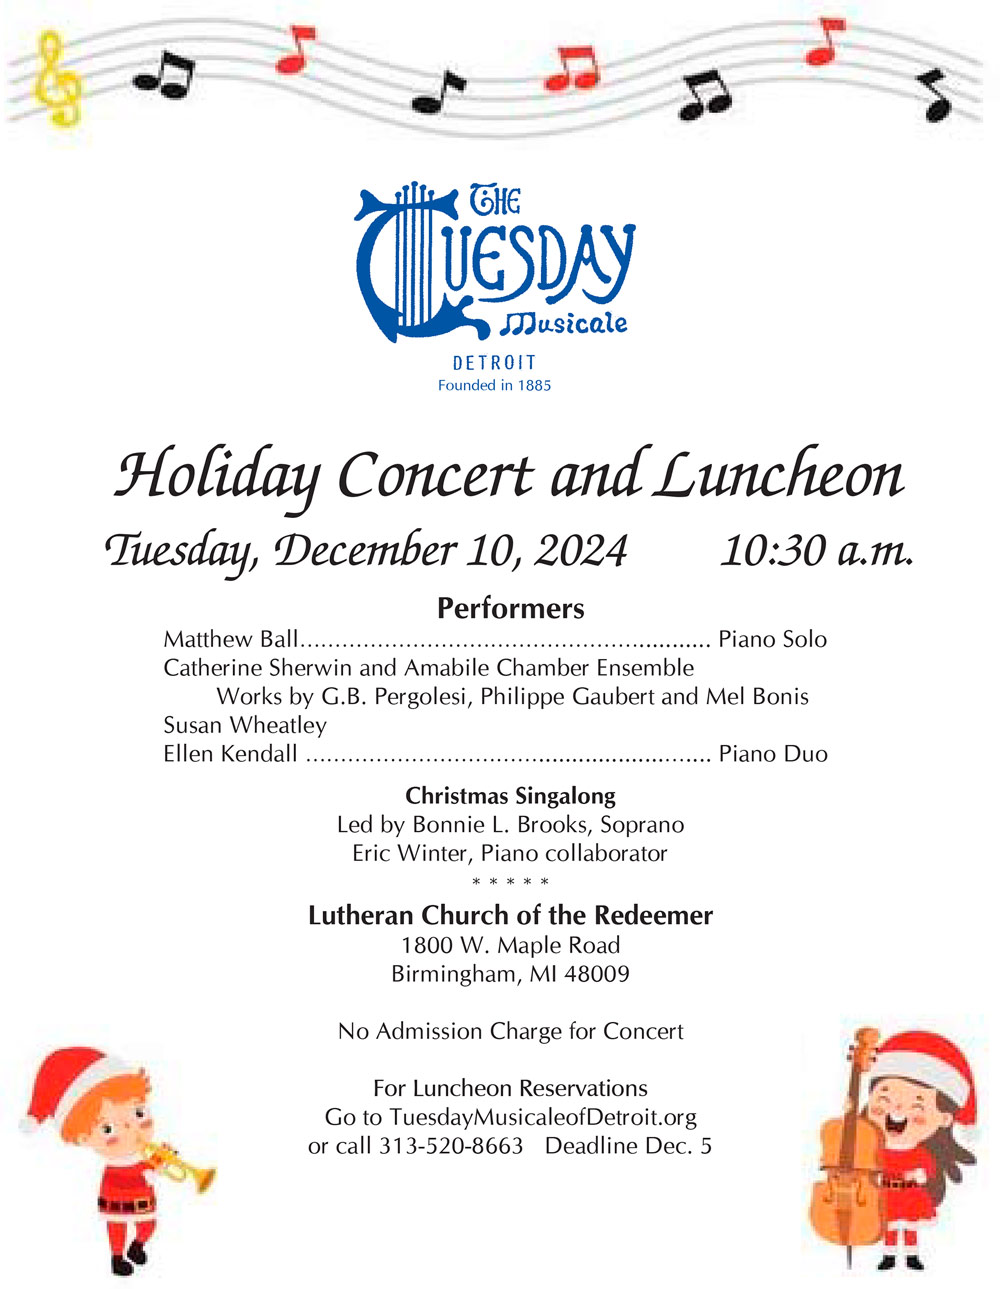 The
Tuesday
Musicale
DETROIT
Founded in 1885
Holiday Concert and Luncheon
Tuesday, December 10, 2024 10:30 a.m.
Performers
Matthew Ball........................................................... Piano Solo
Catherine Sherwin and Amabile Chamber Ensemble
Works by G.B. Pergolesi, Philippe Gaubert and Mel Bonis
Susan Wheatley
Ellen Kendall .......................................................... Piano Duo
Christmas Singalong
Led by Bonnie L. Brooks, Soprano
Eric Winter, Piano collaborator
* * * * *
Lutheran Church of the Redeemer
1800 W. Maple Road
Birmingham, MI 48009
No Admission Charge for Concert
For Luncheon Reservations
Go to TuesdayMusicaleofDetroit.org
or call 313-520-8663 Deadline Dec. 5